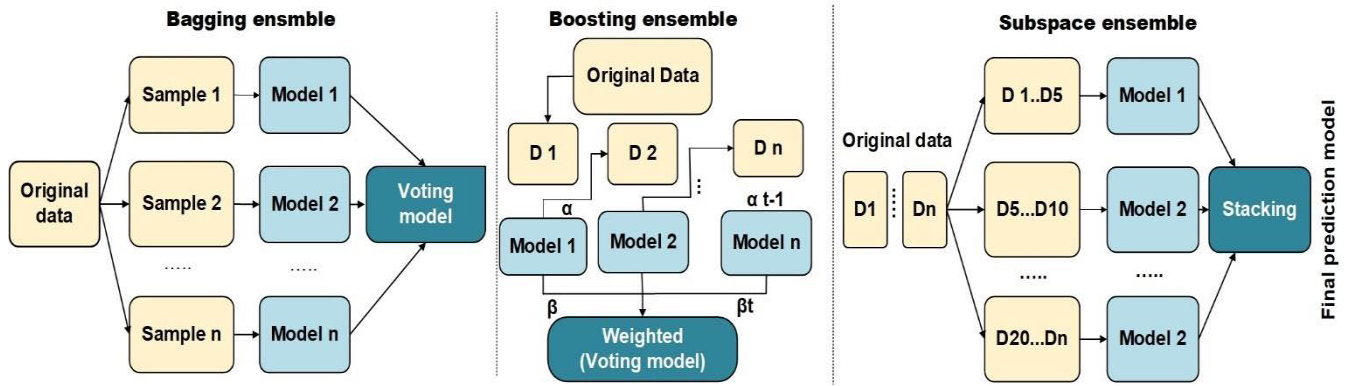 Bagging ensmble
Original
data
Sample 1
Model 1
Sample 2
Model 2
.....
.....
Sample n
Model n
Voting
model
Boosting ensemble
Original Data
D 1
D 2
D n
α
⋮
α t-1
Model 1
Model 2
Model n
β
βt
Weighted
(Voting model)
Subspace ensemble
Original data
D1
Dn
D 1..D5
Model 1
D5...D10
Model 2
.....
.....
D20...Dn
Model 2
Stacking
Final prediction model